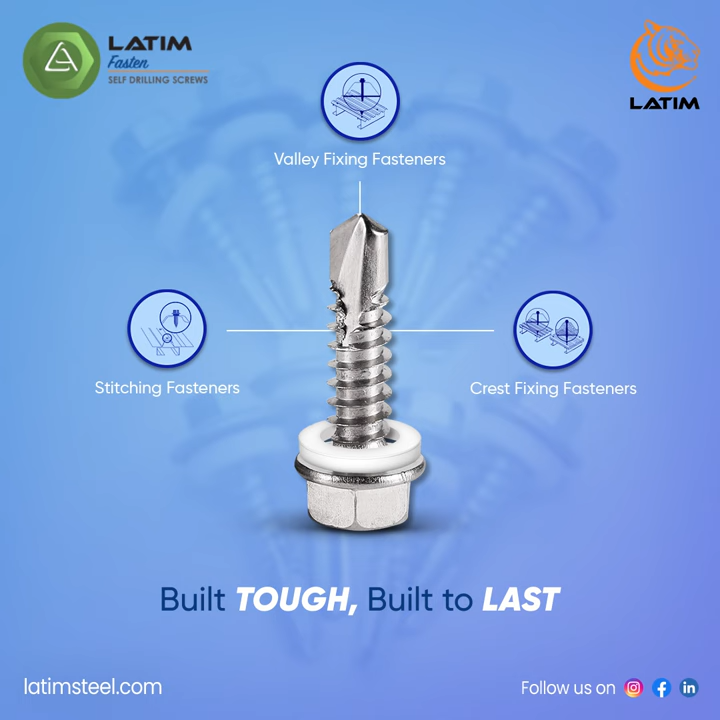 LATIM
Fasten
SELF DRILLING SCREWS
LATIM
Valley Fixing Fasteners
Stitching Fasteners
Crest Fixing Fasteners
Built TOUGH, Built to LAST
latimsteel.com
Follow us on